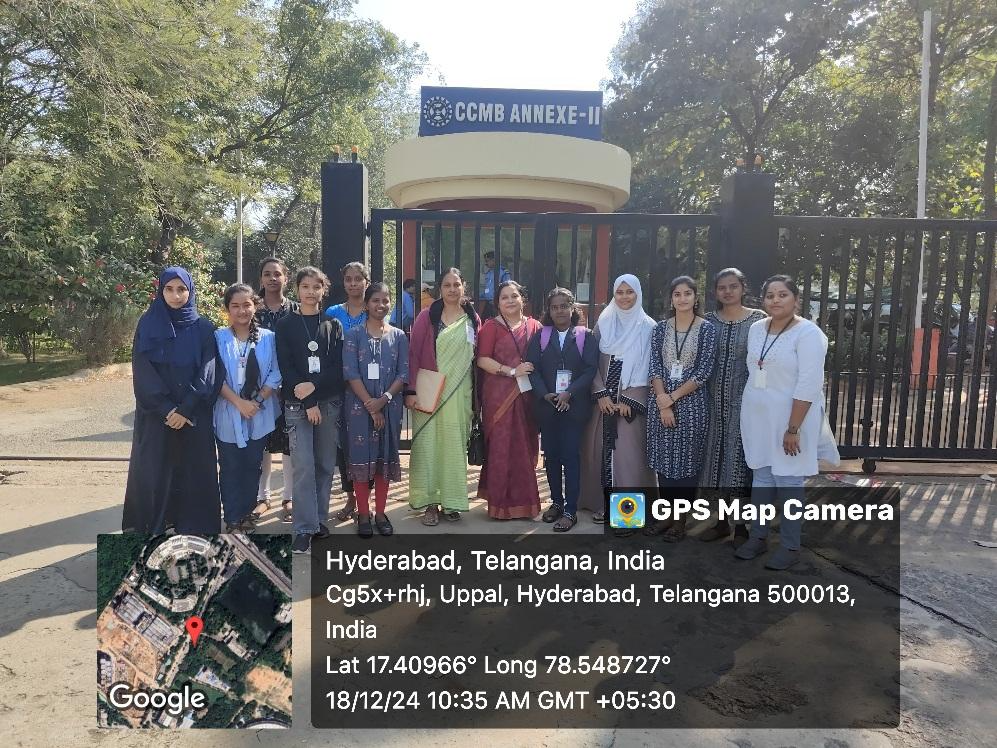 CCMB ANNEXE-II
GPS Map Camera
Hyderabad, Telangana, India
Cg5x+rhj, Uppal, Hyderabad, Telangana 500013,
India
Lat 17.40966° Long 78.548727°
18/12/24 10:35 AM GMT +05:30
Google